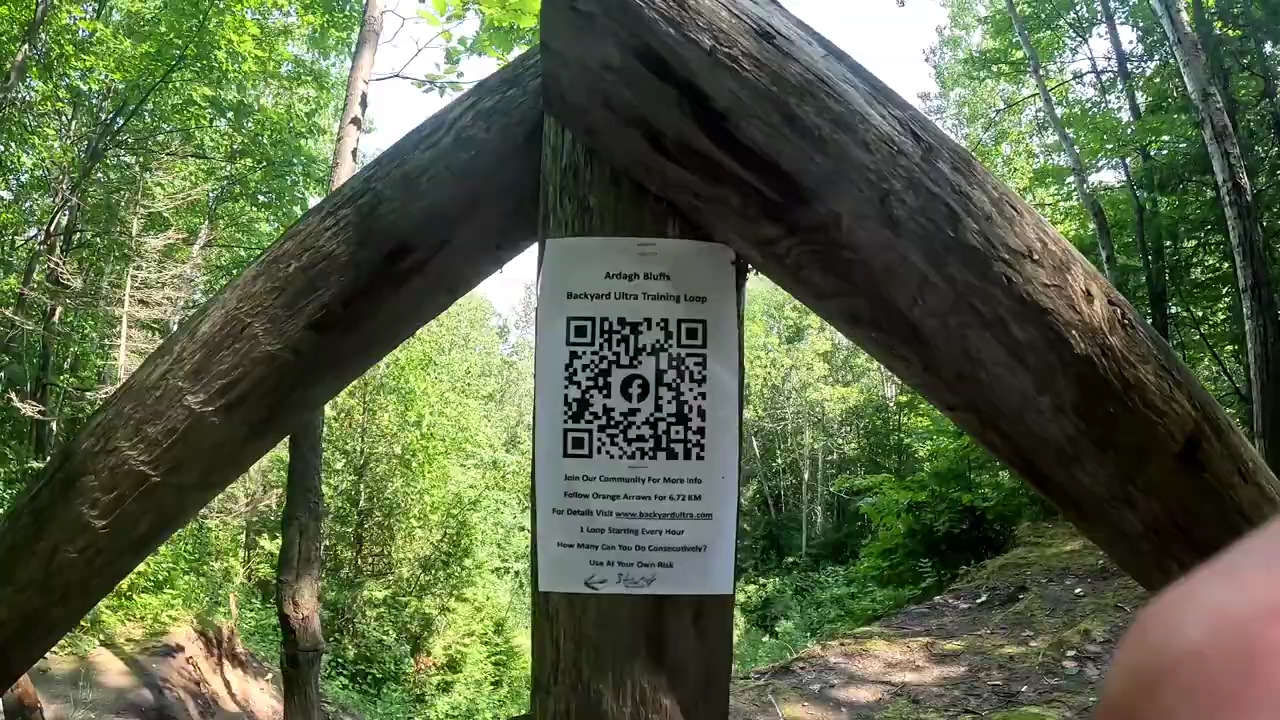 Ardagh Bluffs
Backyard Ultra Training Loop
Join Our Community For More Info
Follow Orange Arrows For 6.72 KM
For Details Visit www.backyardultra.com
1 Loop Starting Every Hour
How Many Can You Do Consecutively?
Use At Your Own Risk
← Start